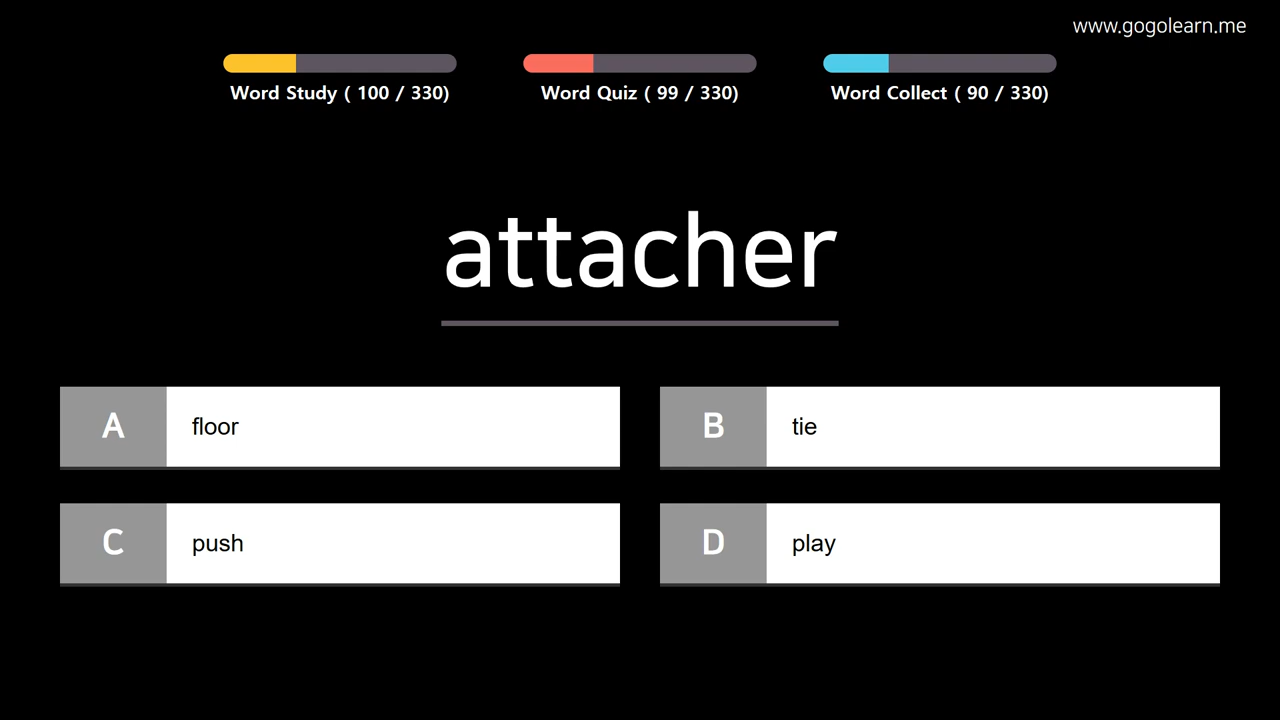 www.gogolearn.me
Word Study ( 100 / 330)
Word Quiz ( 99 / 330)
Word Collect ( 90 / 330)
attacher
A floor
B tie
C push
D play